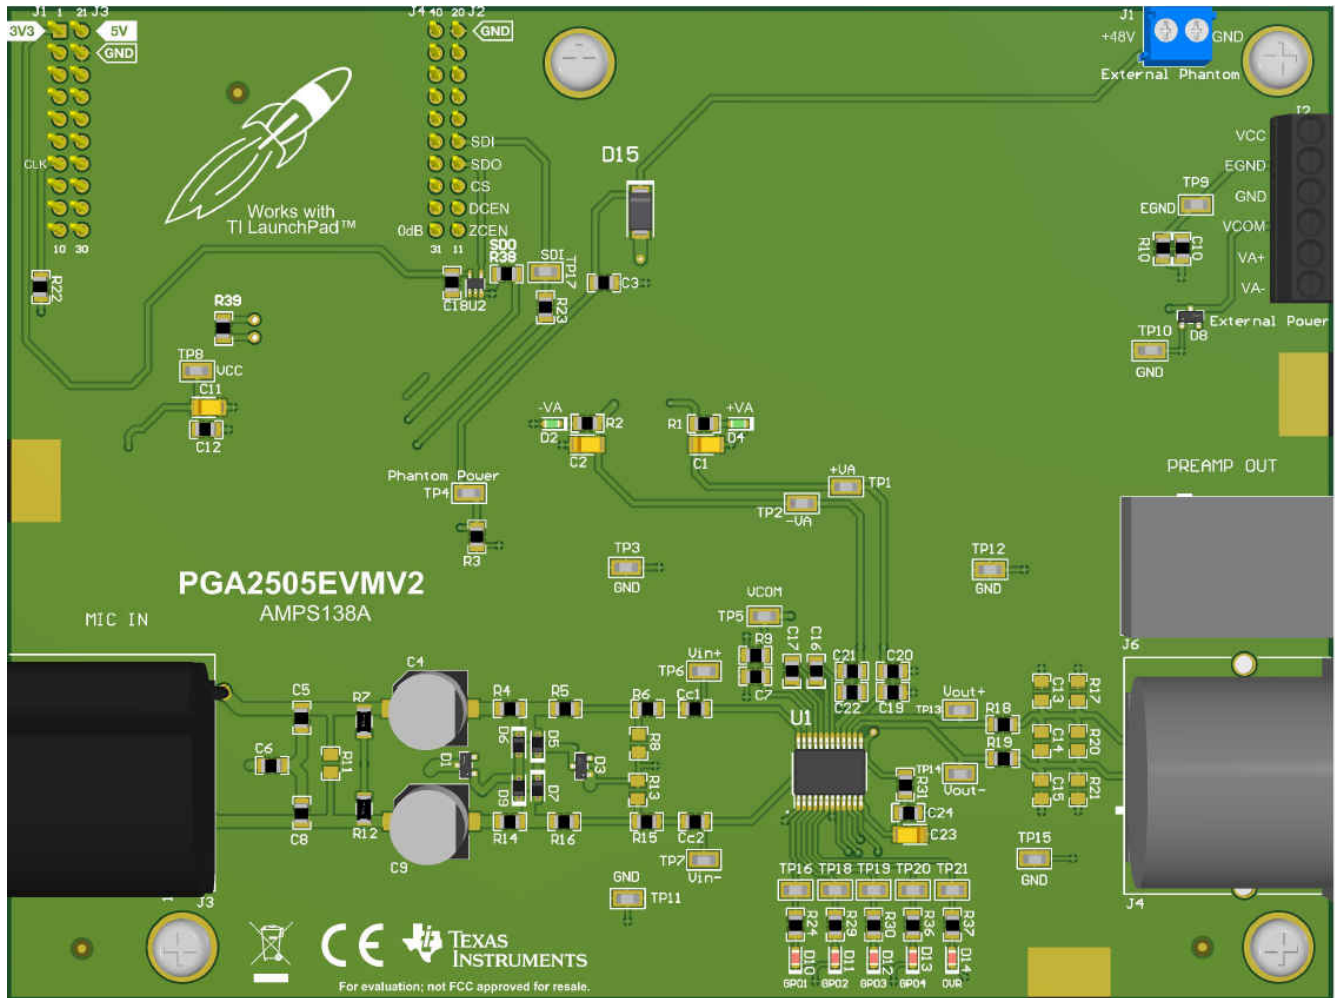 J1 1 21 J3
3V3 5V
GND
CLK
10 30
J4 40 20 J2
GND
SDI
SDO
CS
DCEN
0dB ZCEN
31 11
Works with
TI LaunchPad™
J1
+48V GND
External Phantom
J2
VCC
EGND
GND
VCOM
VA+
VA-
External Power
D15
TP9
EGND
R10 C10
D8
TP10
GND
SDO
R38
SDI
TP17
C18 U2
R23
C3
R22
R39
TP8
VCC
C11
C12
-VA
D2
R2
C2
R1
+VA
D4
C1
Phantom Power
TP4
R3
+VA
TP1
TP2
-VA
PREAMP OUT
TP3
GND
TP12
GND
PGA2505EVMV2
AMPS138A
MIC IN
VCOM
TP5
R9
C7
C17 C16
C21
C22
C20
C19
J6
Vin+
TP6
C4
C5
R7
R4
R5
R6
Cc1
U1
Vout+
TP13
R18
R19
TP14
Vout-
C13 R17
C14 R20
C15 R21
C6
R11
D1
D6 D5
D9 D7
D3
R8
R13
R31
C24
C23
C8
R12
C9
R14
R16
R15
Cc2
TP7
Vin-
TP15
GND
GND
TP11
J3
J4
TP16 TP18 TP19 TP20 TP21
R24 R29 R30 R36 R37
D10 D11 D12 D13 D14
GPO1 GPO2 GPO3 GPO4 OVR
CE
TEXAS
INSTRUMENTS
For evaluation; not FCC approved for resale.